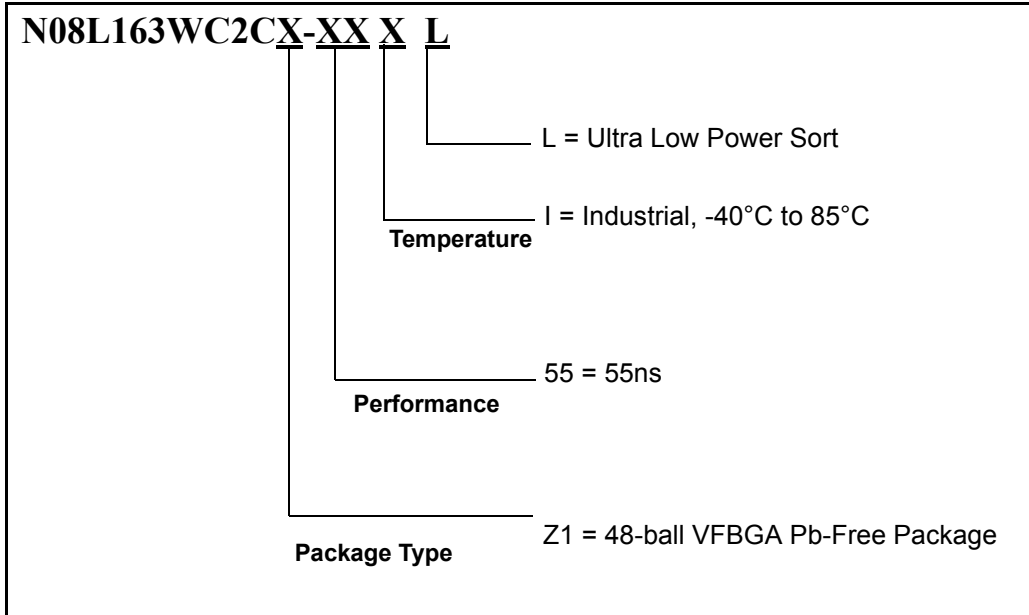 N08L163WC2CX-XX X L
L = Ultra Low Power Sort
I = Industrial, -40°C to 85°C
Temperature
55 = 55ns
Performance
Z1 = 48-ball VFBGA Pb-Free Package
Package Type